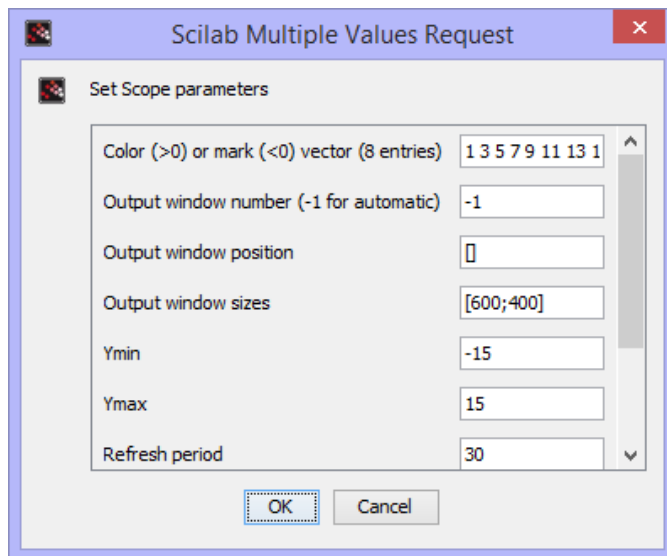 Scilab Multiple Values Request
Set Scope parameters
Color (>0) or mark (<0) vector (8 entries) 1 3 5 7 9 11 13 1
Output window number (-1 for automatic) -1
Output window position []
Output window sizes [600;400]
Ymin -15
Ymax 15
Refresh period 30
OK Cancel